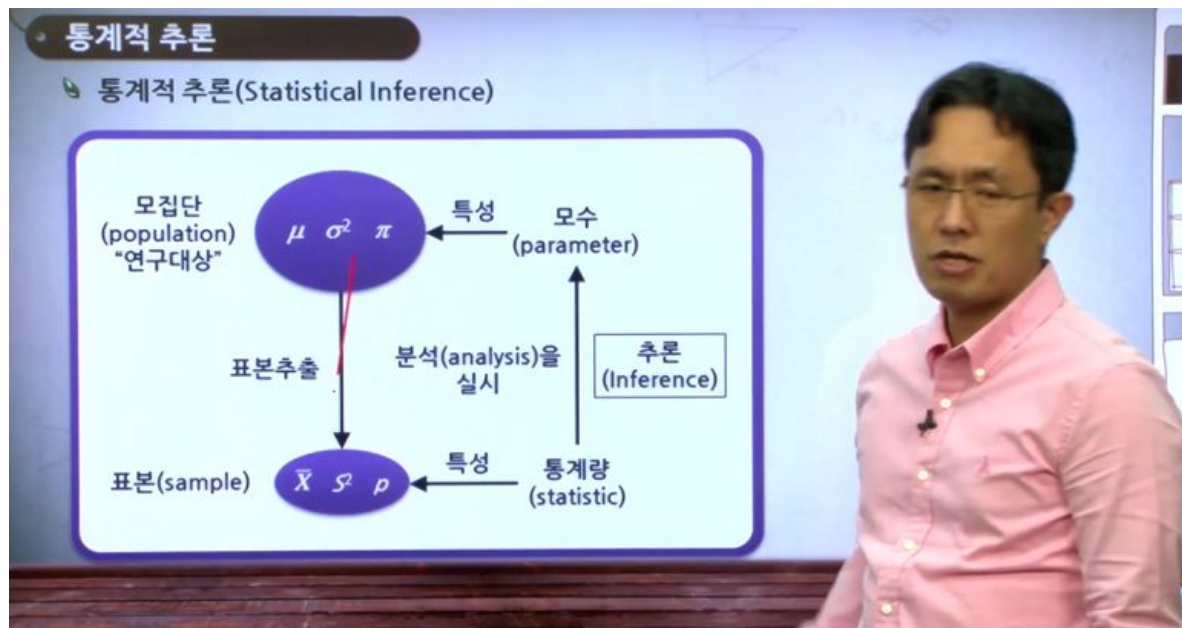 통계적 추론
통계적 추론(Statistical Inference)
모집단
(population)
“연구대상”
μ σ² π
특성
모수
(parameter)
표본추출
분석(analysis)을
실시
추론
(Inference)
표본(sample)
X̅ S² p
특성
통계량
(statistic)